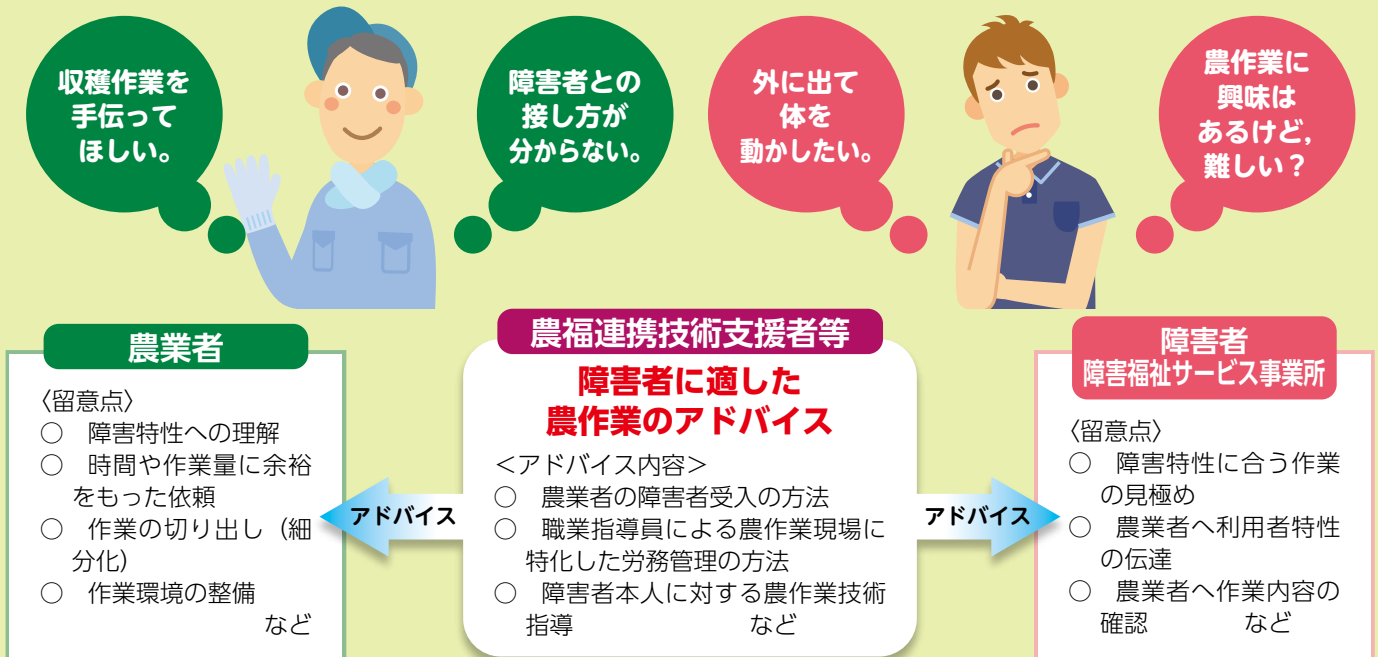 収穫作業を
手伝って
ほしい。
障害者との
接し方が
分からない。
外に出て
体を
動かしたい。
農作業に
興味は
あるけど,
難しい？
農業者
〈留意点〉
○　障害特性への理解
○　時間や作業量に余裕
をもった依頼
○　作業の切り出し（細
分化）
○　作業環境の整備
など
アドバイス
農福連携技術支援者等
障害者に適した
農作業のアドバイス
＜アドバイス内容＞
○　農業者の障害者受入の方法
○　職業指導員による農作業現場に
特化した労務管理の方法
○　障害者本人に対する農作業技術
指導　など
アドバイス
障害者
障害福祉サービス事業所
〈留意点〉
○　障害特性に合う作業
の見極め
○　農業者へ利用者特性
の伝達
○　農業者へ作業内容の
確認　など